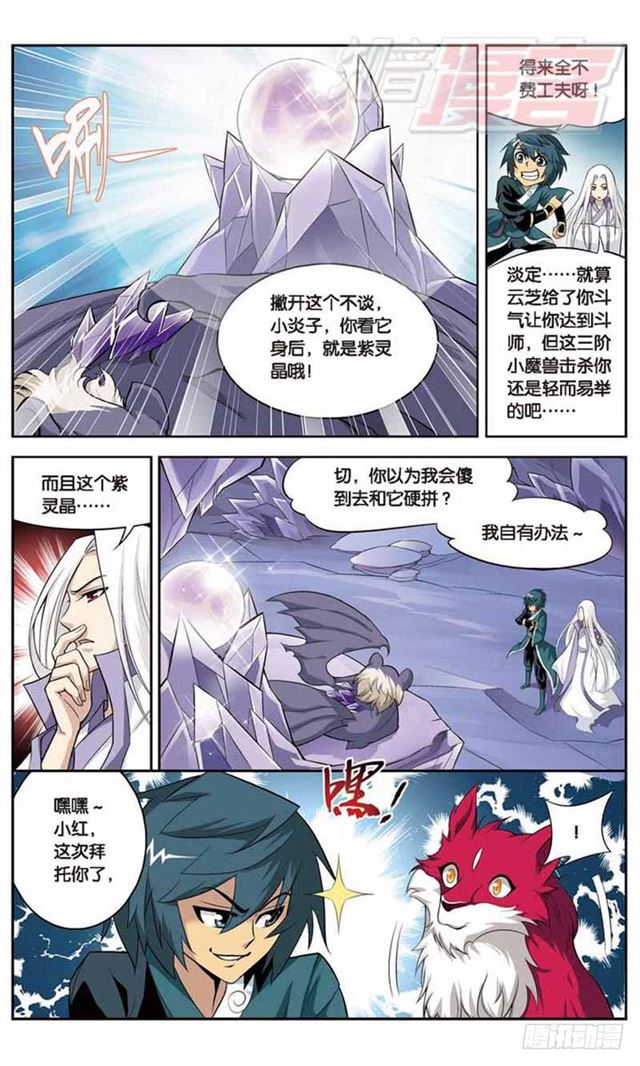 知音漫客
唰
撇开这个不谈，
小炎子，你看它
身后，就是紫灵
晶哦！
得来全不
费工夫呀！
淡定……就算
云芝给了你斗
气让你达到斗
师，但这三阶
小魔兽击杀你
还是轻而易举
的吧……
而且这个紫
灵晶……
切，你以为我会傻
到去和它硬拼？
我自有办法~
嘿嘿~
小红，
这次拜
托你了，
嘿！
！
腾讯动漫